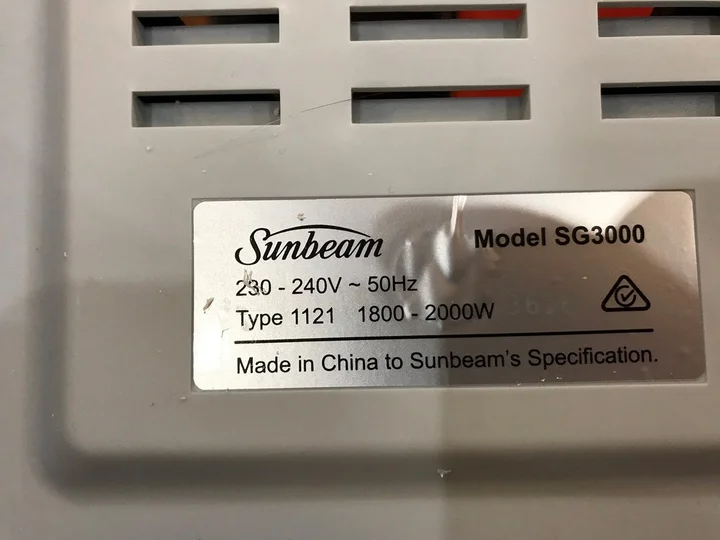 Sunbeam
Model SG3000
230 - 240V ~ 50Hz
Type 1121 1800 - 2000W
Made in China to Sunbeam's Specification.